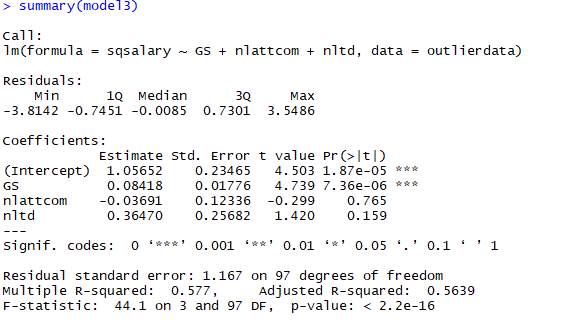 > summary(model3)
Call:
lm(formula = sqsalary ~ GS + nlattcom + nltd, data = outlierdata)
Residuals:
    Min      1Q  Median      3Q     Max
-3.8142 -0.7451 -0.0085  0.7301  3.5486
Coefficients:
            Estimate Std. Error t value Pr(>|t|)
(Intercept)  1.05652    0.23465   4.503 1.87e-05 ***
GS           0.08418    0.01776   4.739 7.36e-06 ***
nlattcom    -0.03691    0.12336  -0.299    0.765
nltd         0.36470    0.25682   1.420    0.159
---
Signif. codes:  0 ‘***’ 0.001 ‘**’ 0.01 ‘*’ 0.05 ‘.’ 0.1 ‘ ’ 1
Residual standard error: 1.167 on 97 degrees of freedom
Multiple R-squared:  0.577,     Adjusted R-squared:  0.5639
F-statistic:  44.1 on 3 and 97 DF,  p-value: < 2.2e-16